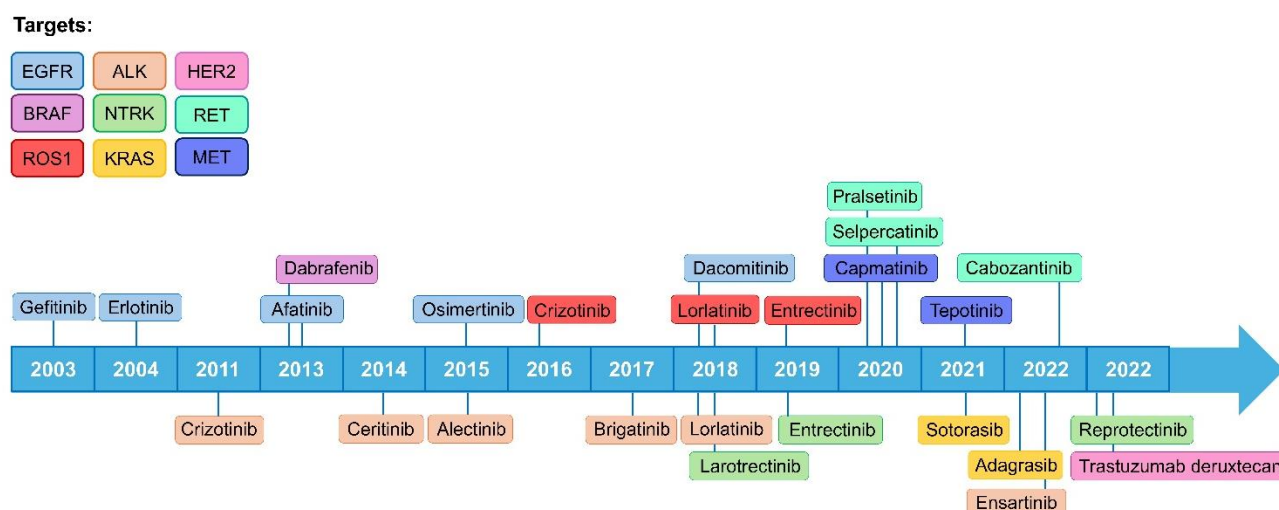 Targets:
EGFR ALK HER2
BRAF NTRK RET
ROS1 KRAS MET
Pralsetinib
Selpercatinib
Dabrafenib Dacomitinib Capmatinib Cabozantinib
Gefitinib Erlotinib Afatinib Osimertinib Crizotinib Lorlatinib Entrectinib Tepotinib
2003 2004 2011 2013 2014 2015 2016 2017 2018 2019 2020 2021 2022 2022
Crizotinib Ceritinib Alectinib Brigatinib Lorlatinib Entrectinib Sotorasib Reprotectinib
Larotrectinib Adagrasib Trastuzumab deruxtecan
Ensartinib